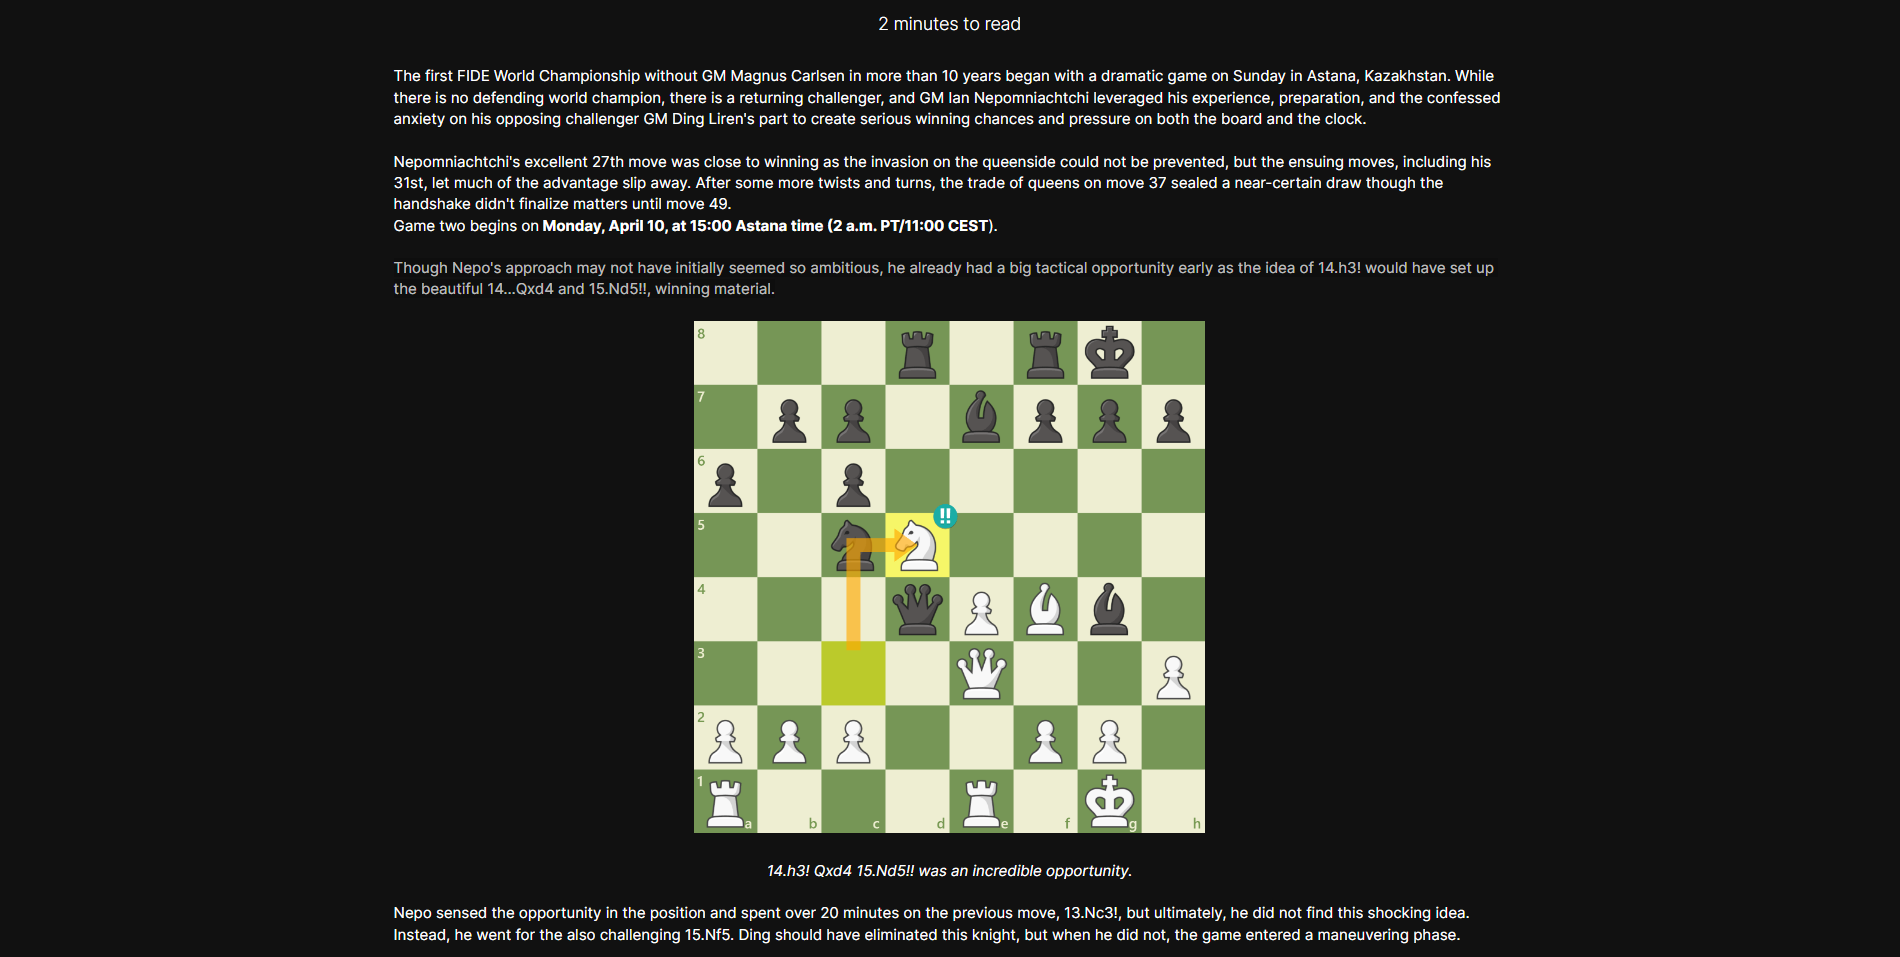 2 minutes to read
The first FIDE World Championship without GM Magnus Carlsen in more than 10 years began with a dramatic game on Sunday in Astana, Kazakhstan. While
there is no defending world champion, there is a returning challenger, and GM Ian Nepomniachtchi leveraged his experience, preparation, and the confessed
anxiety on his opposing challenger GM Ding Liren's part to create serious winning chances and pressure on both the board and the clock.
Nepomniachtchi's excellent 27th move was close to winning as the invasion on the queenside could not be prevented, but the ensuing moves, including his
31st, let much of the advantage slip away. After some more twists and turns, the trade of queens on move 37 sealed a near-certain draw though the
handshake didn't finalize matters until move 49.
Game two begins on Monday, April 10, at 15:00 Astana time (2 a.m. PT/11:00 CEST).
Though Nepo's approach may not have initially seemed so ambitious, he already had a big tactical opportunity early as the idea of 14.h3! would have set up
the beautiful 14...Qxd4 and 15.Nd5!!, winning material.
8
7
6
!!
5
4
3
2
1
a b c d e f g h
14.h3! Qxd4 15.Nd5!! was an incredible opportunity.
Nepo sensed the opportunity in the position and spent over 20 minutes on the previous move, 13.Nc3!, but ultimately, he did not find this shocking idea.
Instead, he went for the also challenging 15.Nf5. Ding should have eliminated this knight, but when he did not, the game entered a maneuvering phase.